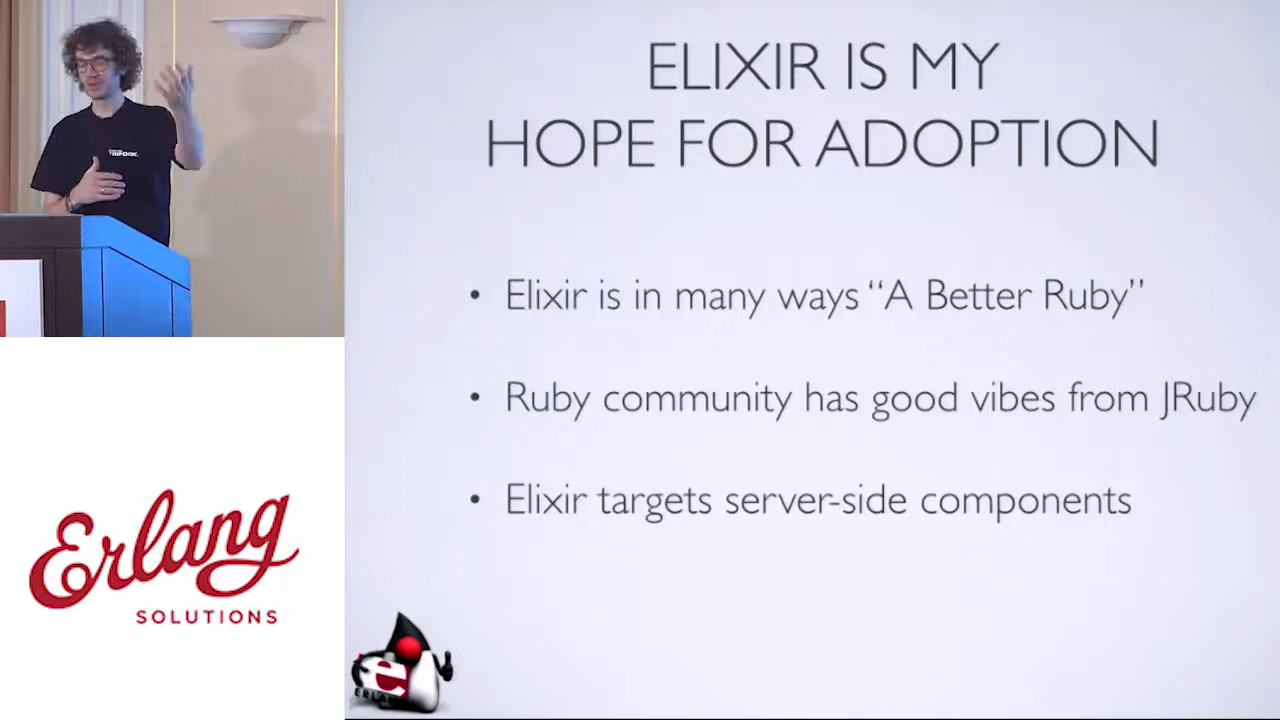 ELIXIR IS MY
HOPE FOR ADOPTION
• Elixir is in many ways “A Better Ruby”
• Ruby community has good vibes from JRuby
• Elixir targets server-side components
TRIFORK.
Erlang
SOLUTIONS
e